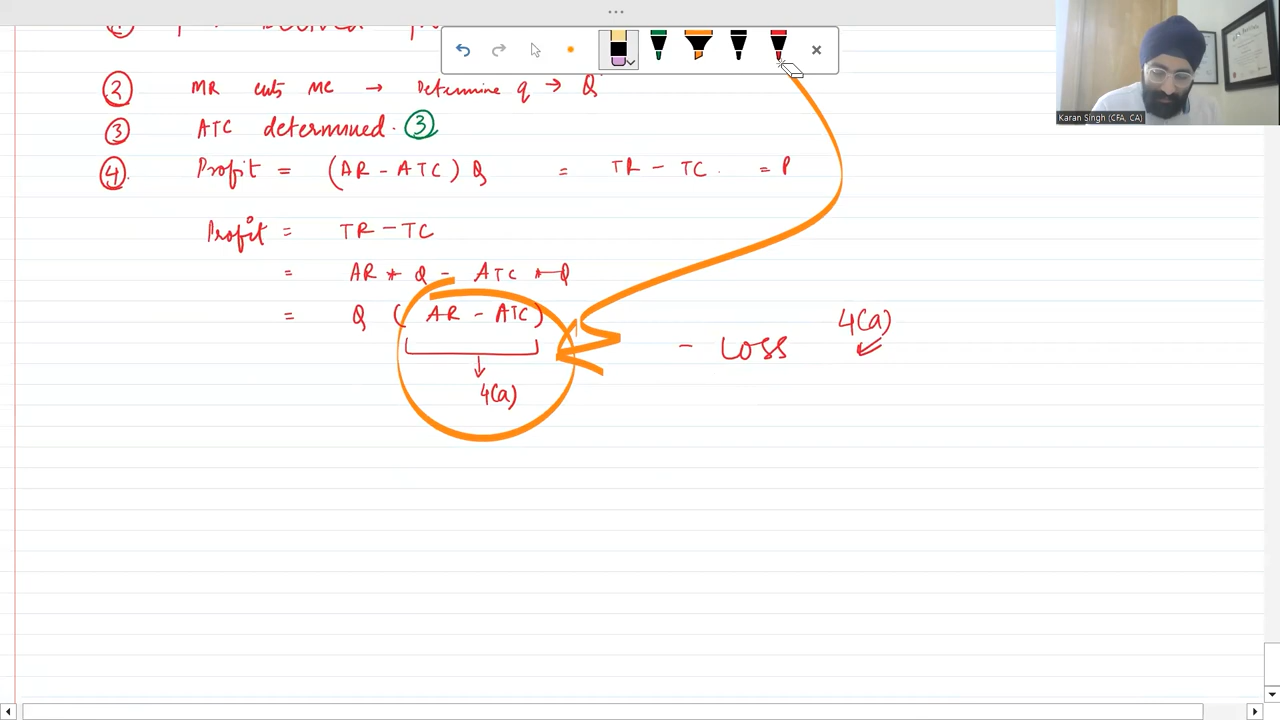 ②
MR cuts MC → Determine q → Q
③ ATC determined. ③
④. Profit = (AR - ATC) Q = TR - TC. = P
Profit = TR - TC
= AR * Q - ATC * Q
= Q (AR - ATC)
4(a)
- Loss 4(a)
Karan Singh (CFA, CA)